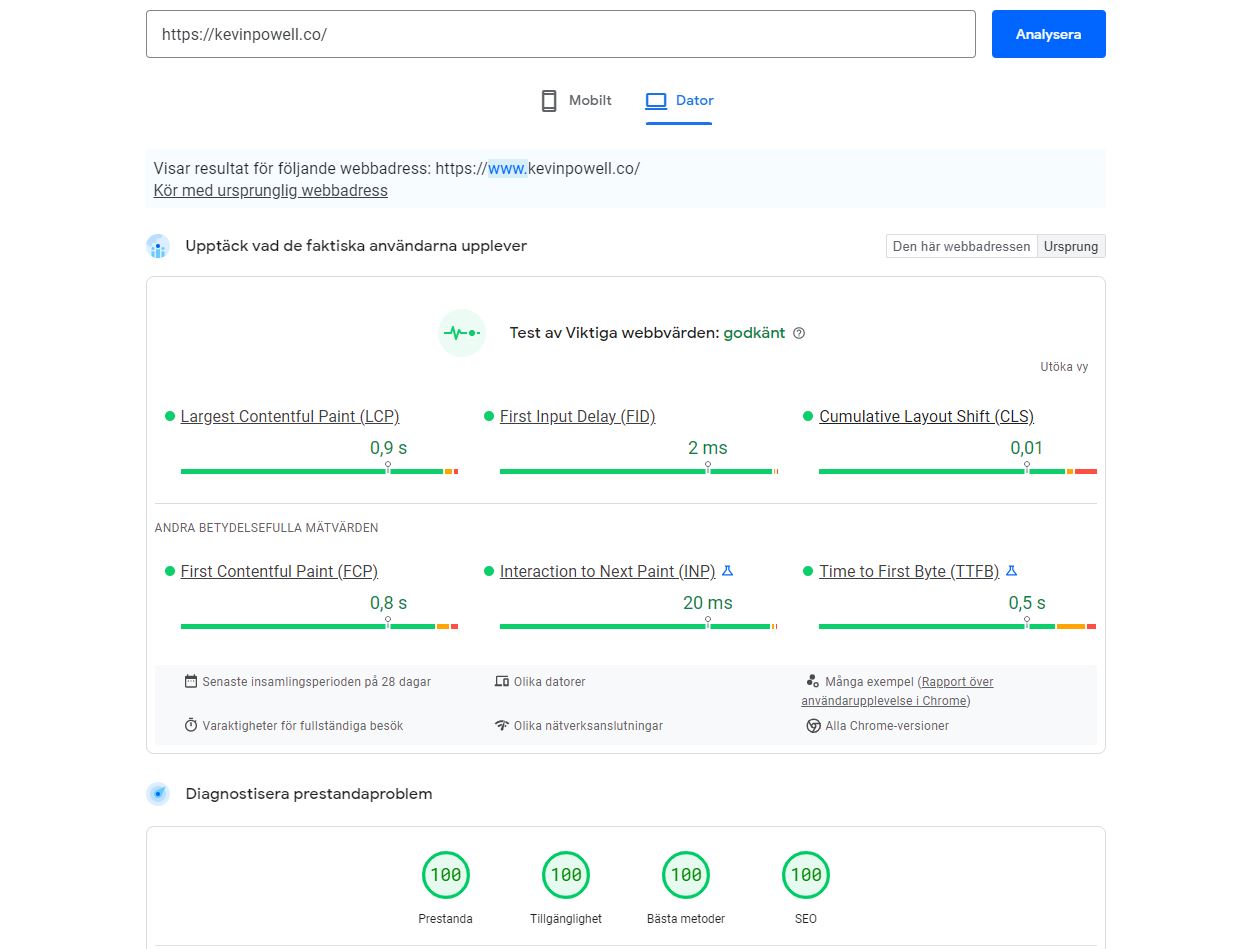 https://kevinpowell.co/
Analysera
Mobilt
Dator
Visar resultat för följande webbadress: https://www.kevinpowell.co/
Kör med ursprunglig webbadress
Upptäck vad de faktiska användarna upplever
Den här webbadressen
Ursprung
Test av Viktiga webbvärden: godkänt
Utöka vy
Largest Contentful Paint (LCP)
0,9 s
First Input Delay (FID)
2 ms
Cumulative Layout Shift (CLS)
0,01
ANDRA BETYDELSEFULLA MÄTVÄRDEN
First Contentful Paint (FCP)
0,8 s
Interaction to Next Paint (INP)
20 ms
Time to First Byte (TTFB)
0,5 s
Senaste insamlingsperioden på 28 dagar
Olika datorer
Många exempel (Rapport över
användarupplevelse i Chrome)
Varaktigheter för fullständiga besök
Olika nätverksanslutningar
Alla Chrome-versioner
Diagnostisera prestandaproblem
100
Prestanda
100
Tillgänglighet
100
Bästa metoder
100
SEO